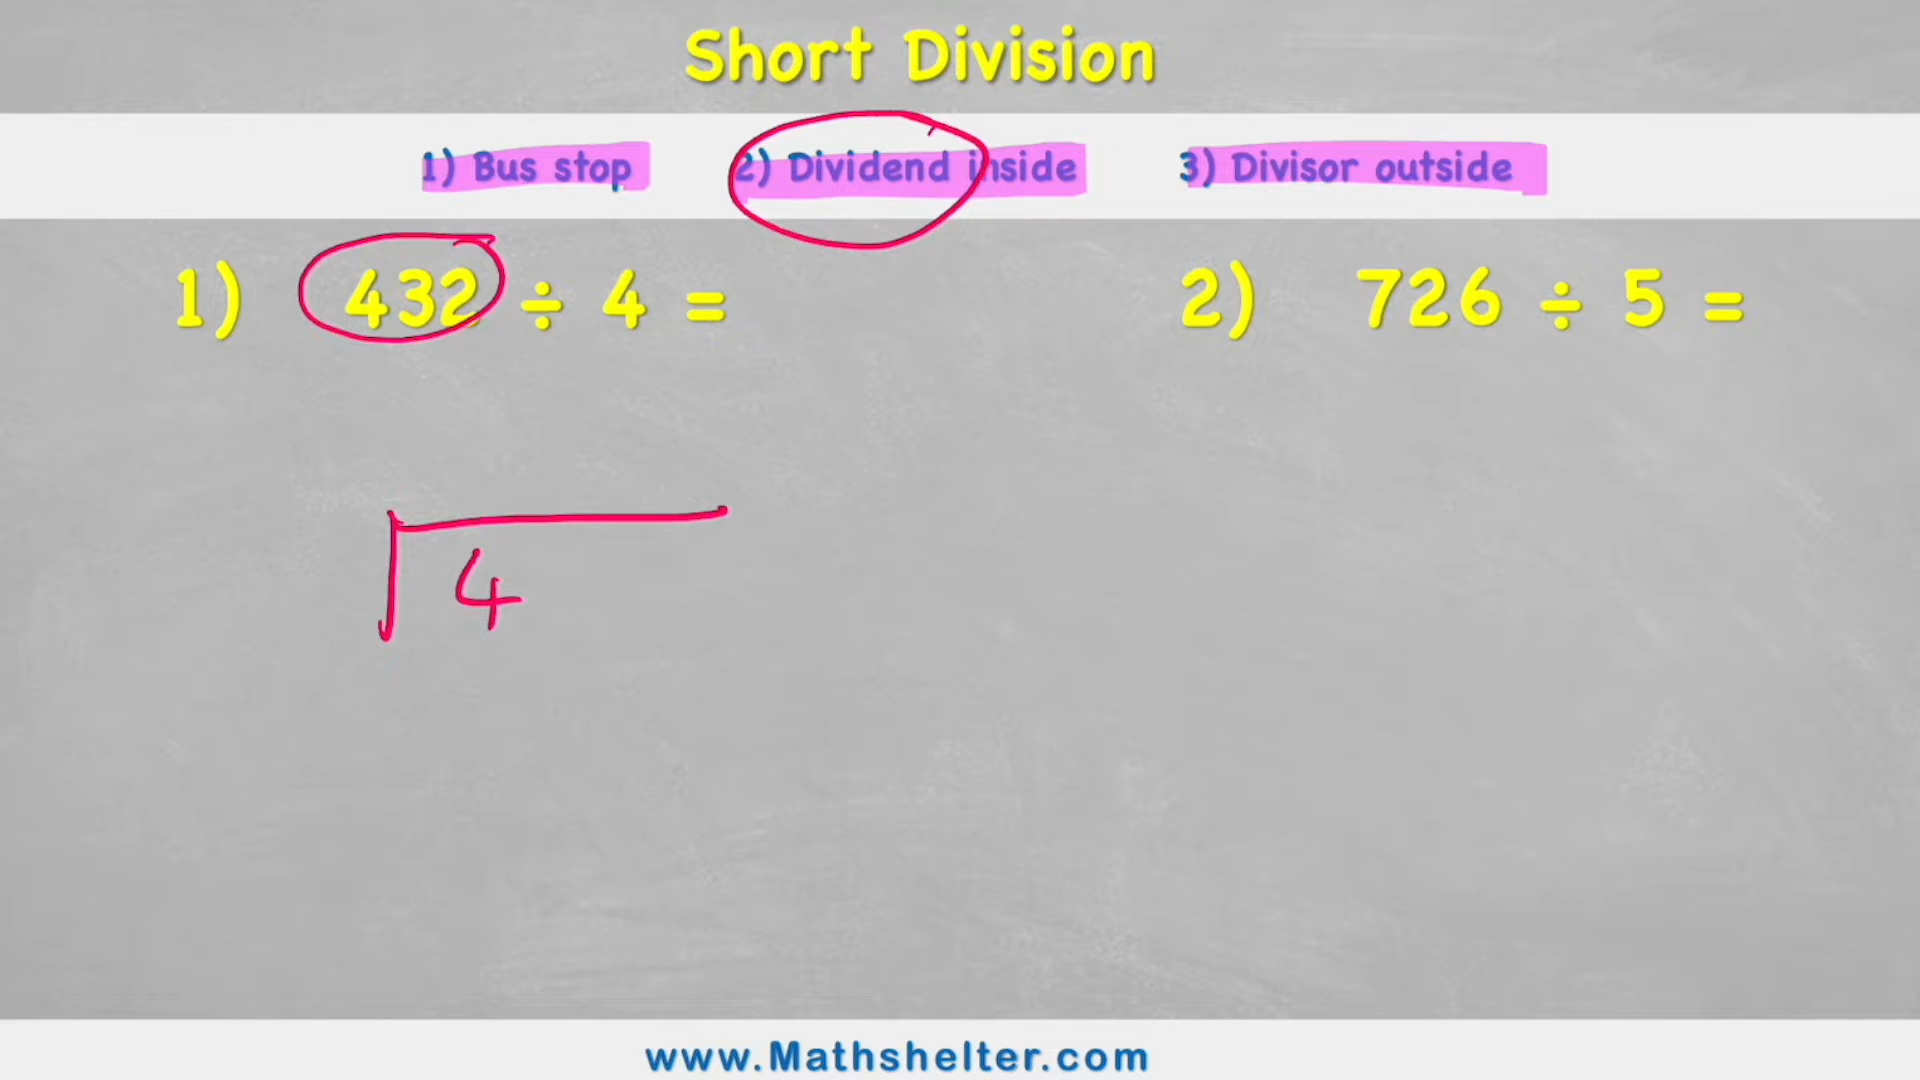 Short Division
1) Bus stop 2) Dividend inside 3) Divisor outside
1) 432 ÷ 4 = 2) 726 ÷ 5 =
4
www.Mathshelter.com